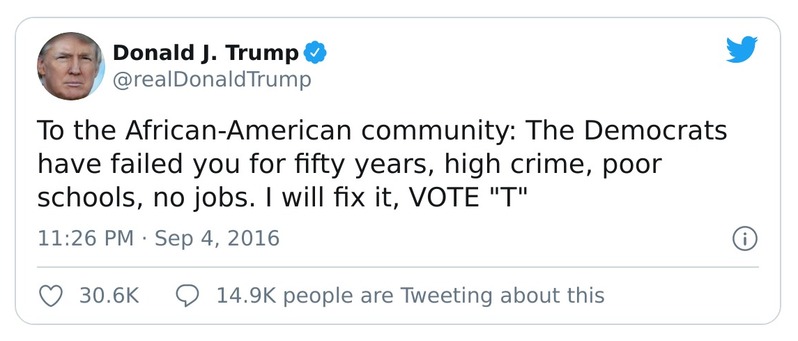 Donald J. Trump
@realDonaldTrump
To the African-American community: The Democrats
have failed you for fifty years, high crime, poor
schools, no jobs. I will fix it, VOTE "T"
11:26 PM · Sep 4, 2016
30.6K 14.9K people are Tweeting about this